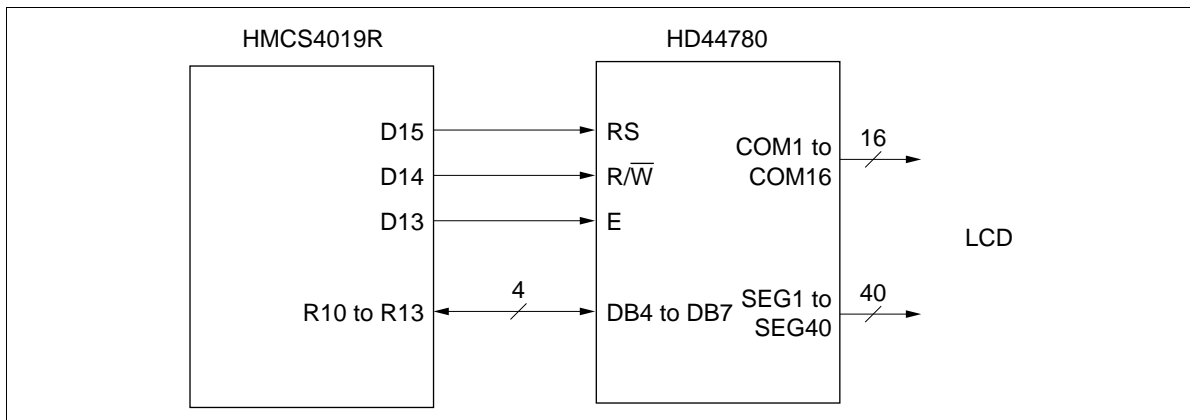 HMCS4019R
HD44780
D15
RS
D14
R/W̅
D13
E
R10 to R13
4
DB4 to DB7
COM1 to
COM16
16
SEG1 to
SEG40
40
LCD